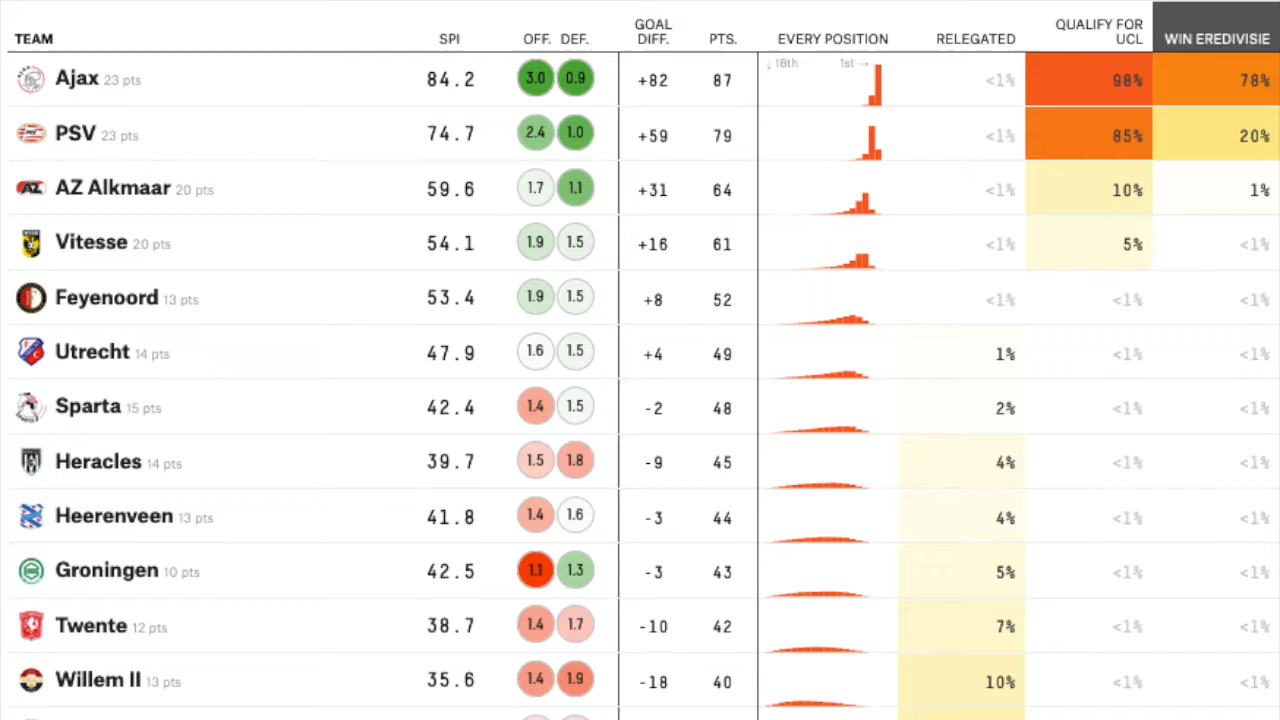 TEAM SPI OFF. DEF. GOAL DIFF. PTS. EVERY POSITION RELEGATED QUALIFY FOR UCL WIN EREDIVISIE
18th 1st →
Ajax 23 pts 84.2 3.0 0.9 +82 87 <1% 98% 78%
PSV 23 pts 74.7 2.4 1.0 +59 79 <1% 85% 20%
AZ Alkmaar 20 pts 59.6 1.7 1.1 +31 64 <1% 10% 1%
Vitesse 20 pts 54.1 1.9 1.5 +16 61 <1% 5% <1%
Feyenoord 13 pts 53.4 1.9 1.5 +8 52 <1% <1% <1%
Utrecht 14 pts 47.9 1.6 1.5 +4 49 1% <1% <1%
Sparta 15 pts 42.4 1.4 1.5 -2 48 2% <1% <1%
Heracles 14 pts 39.7 1.5 1.8 -9 45 4% <1% <1%
Heerenveen 13 pts 41.8 1.4 1.6 -3 44 4% <1% <1%
Groningen 10 pts 42.5 1.1 1.3 -3 43 5% <1% <1%
Twente 12 pts 38.7 1.4 1.7 -10 42 7% <1% <1%
Willem II 13 pts 35.6 1.4 1.9 -18 40 10% <1% <1%